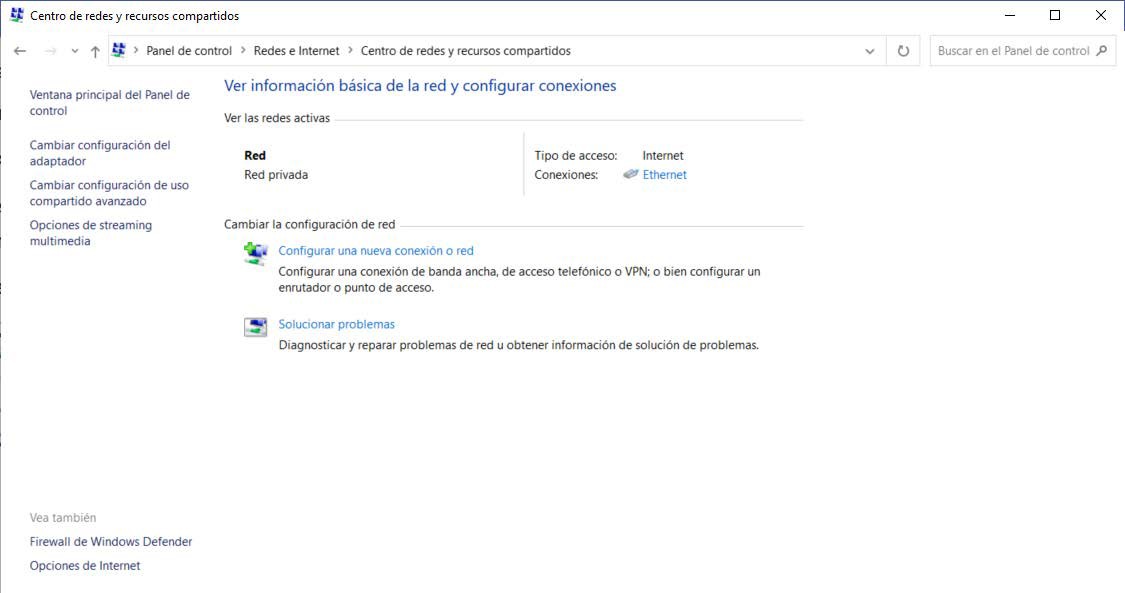 Centro de redes y recursos compartidos
Panel de control > Redes e Internet > Centro de redes y recursos compartidos
Buscar en el Panel de control
Ventana principal del Panel de
control
Cambiar configuración del
adaptador
Cambiar configuración de uso
compartido avanzado
Opciones de streaming
multimedia
Ver información básica de la red y configurar conexiones
Ver las redes activas
Red
Red privada
Tipo de acceso: Internet
Conexiones: Ethernet
Cambiar la configuración de red
Configurar una nueva conexión o red
Configurar una conexión de banda ancha, de acceso telefónico o VPN; o bien configurar un
enrutador o punto de acceso.
Solucionar problemas
Diagnosticar y reparar problemas de red u obtener información de solución de problemas.
Vea también
Firewall de Windows Defender
Opciones de Internet